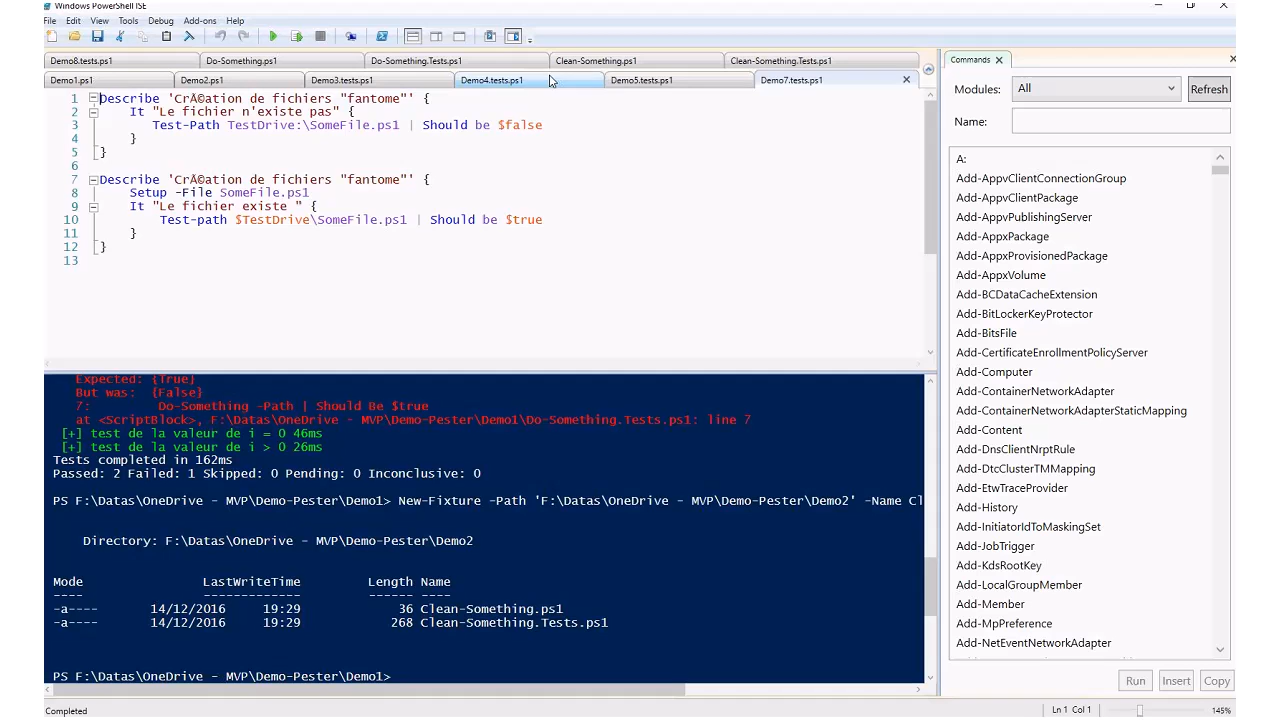 Windows PowerShell ISE
File Edit View Tools Debug Add-ons Help
Demo8.tests.ps1 Do-Something.ps1 Do-Something.Tests.ps1 Clean-Something.ps1 Clean-Something.Tests.ps1
Demo1.ps1 Demo2.ps1 Demo3.tests.ps1 Demo4.tests.ps1 Demo5.tests.ps1 Demo7.tests.ps1
1 Describe 'CrÃ©ation de fichiers "fantome"' {
2 It "Le fichier n'existe pas" {
3 Test-Path TestDrive:\SomeFile.ps1 | Should be $false
4 }
5 }
6
7 Describe 'CrÃ©ation de fichiers "fantome"' {
8 Setup -File SomeFile.ps1
9 It "Le fichier existe " {
10 Test-path $TestDrive\SomeFile.ps1 | Should be $true
11 }
12 }
13
Expected: {True}
But was: {False}
7: Do-Something -Path | Should Be $true
at <ScriptBlock>, F:\Datas\OneDrive - MVP\Demo-Pester\Demo1\Do-Something.Tests.ps1: line 7
[+] test de la valeur de i = 0 46ms
[+] test de la valeur de i > 0 26ms
Tests completed in 162ms
Passed: 2 Failed: 1 Skipped: 0 Pending: 0 Inconclusive: 0
PS F:\Datas\OneDrive - MVP\Demo-Pester\Demo1> New-Fixture -Path 'F:\Datas\OneDrive - MVP\Demo-Pester\Demo2' -Name Cl
Directory: F:\Datas\OneDrive - MVP\Demo-Pester\Demo2
Mode LastWriteTime Length Name
---- ------------- ------ ----
-a---- 14/12/2016 19:29 36 Clean-Something.ps1
-a---- 14/12/2016 19:29 268 Clean-Something.Tests.ps1
PS F:\Datas\OneDrive - MVP\Demo-Pester\Demo1>
Completed
Commands
Modules: All Refresh
Name:
A:
Add-AppvClientConnectionGroup
Add-AppvClientPackage
Add-AppvPublishingServer
Add-AppxPackage
Add-AppxProvisionedPackage
Add-AppxVolume
Add-BCDataCacheExtension
Add-BitLockerKeyProtector
Add-BitsFile
Add-CertificateEnrollmentPolicyServer
Add-Computer
Add-ContainerNetworkAdapter
Add-ContainerNetworkAdapterStaticMapping
Add-Content
Add-DnsClientNrptRule
Add-DtcClusterTMMapping
Add-EtwTraceProvider
Add-History
Add-InitiatorIdToMaskingSet
Add-JobTrigger
Add-KdsRootKey
Add-LocalGroupMember
Add-Member
Add-MpPreference
Add-NetEventNetworkAdapter
Run Insert Copy
Ln 1 Col 1 145%